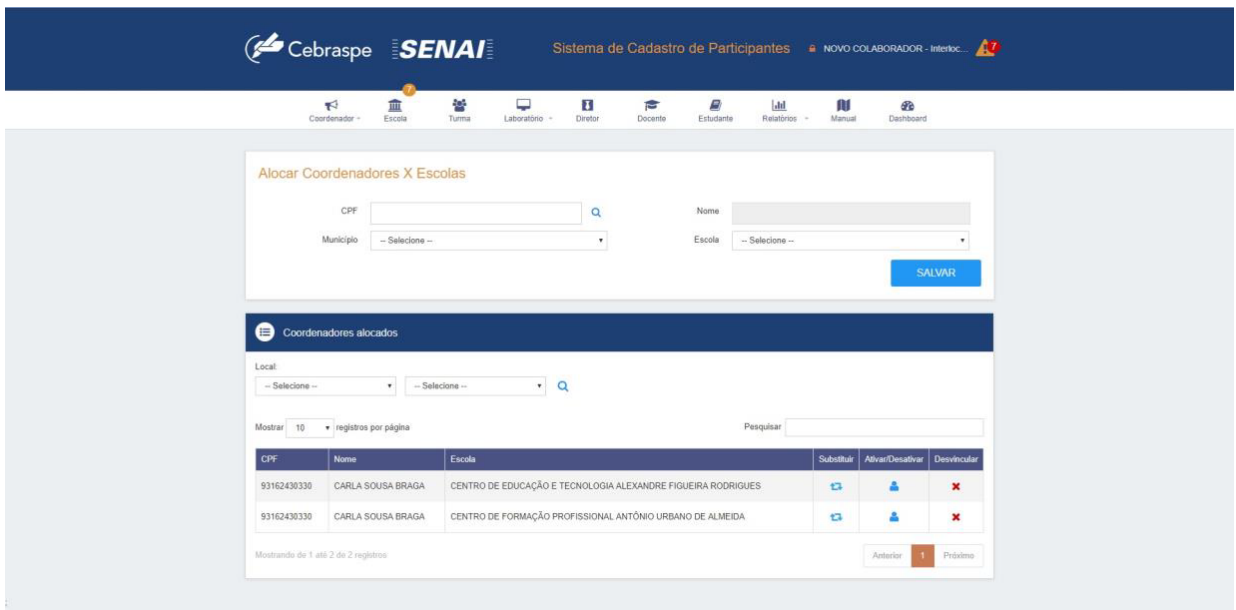 Cebraspe SENAI Sistema de Cadastro de Participantes NOVO COLABORADOR - Interloc... 7
7
Coordenador Escola Turma Laboratório Diretor Docente Estudante Relatórios Manual Dashboard
Alocar Coordenadores X Escolas
CPF Nome
Município -- Selecione -- Escola -- Selecione --
SALVAR
Coordenadores alocados
Local:
-- Selecione -- -- Selecione --
Mostrar 10 registros por página Pesquisar
CPF Nome Escola Substituir Ativar/Desativar Desvincular
93162430330 CARLA SOUSA BRAGA CENTRO DE EDUCAÇÃO E TECNOLOGIA ALEXANDRE FIGUEIRA RODRIGUES
93162430330 CARLA SOUSA BRAGA CENTRO DE FORMAÇÃO PROFISSIONAL ANTÔNIO URBANO DE ALMEIDA
Mostrando de 1 até 2 de 2 registros Anterior 1 Próximo